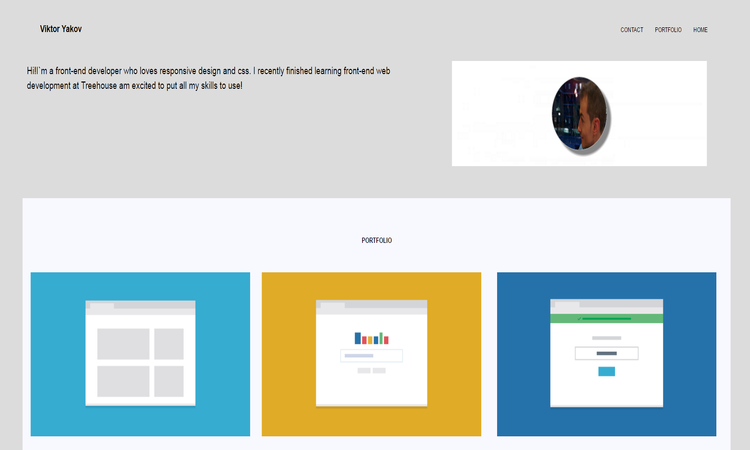 Viktor Yakov
CONTACT PORTFOLIO HOME
Hi!I`m a front-end developer who loves responsive design and css. I recently finished learning front-end web
development at Treehouse am excited to put all my skills to use!
PORTFOLIO